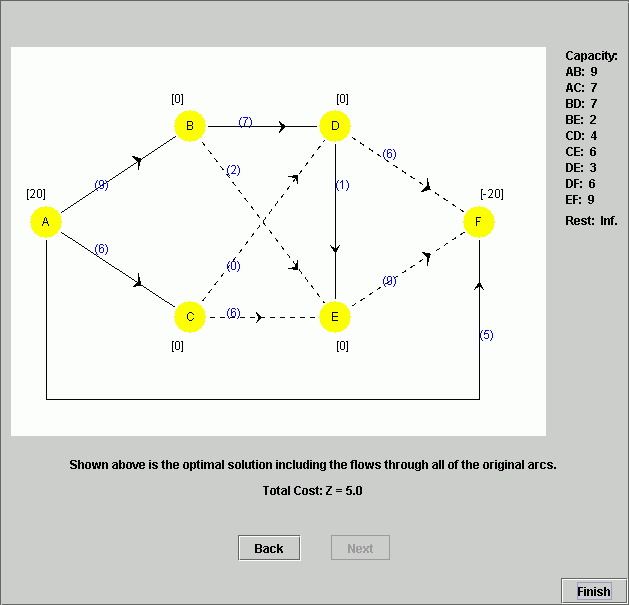 Capacity:
AB: 9
AC: 7
BD: 7
BE: 2
CD: 4
CE: 6
DE: 3
DF: 6
EF: 9
Rest: Inf.
[0]
[0]
B
(7)
D
(6)
(2)
(1)
[20]
(9)
[-20]
A
F
(6)
(0)
(9)
C
(6)
E
(5)
[0]
[0]
Shown above is the optimal solution including the flows through all of the original arcs.
Total Cost: Z = 5.0
Back
Next
Finish